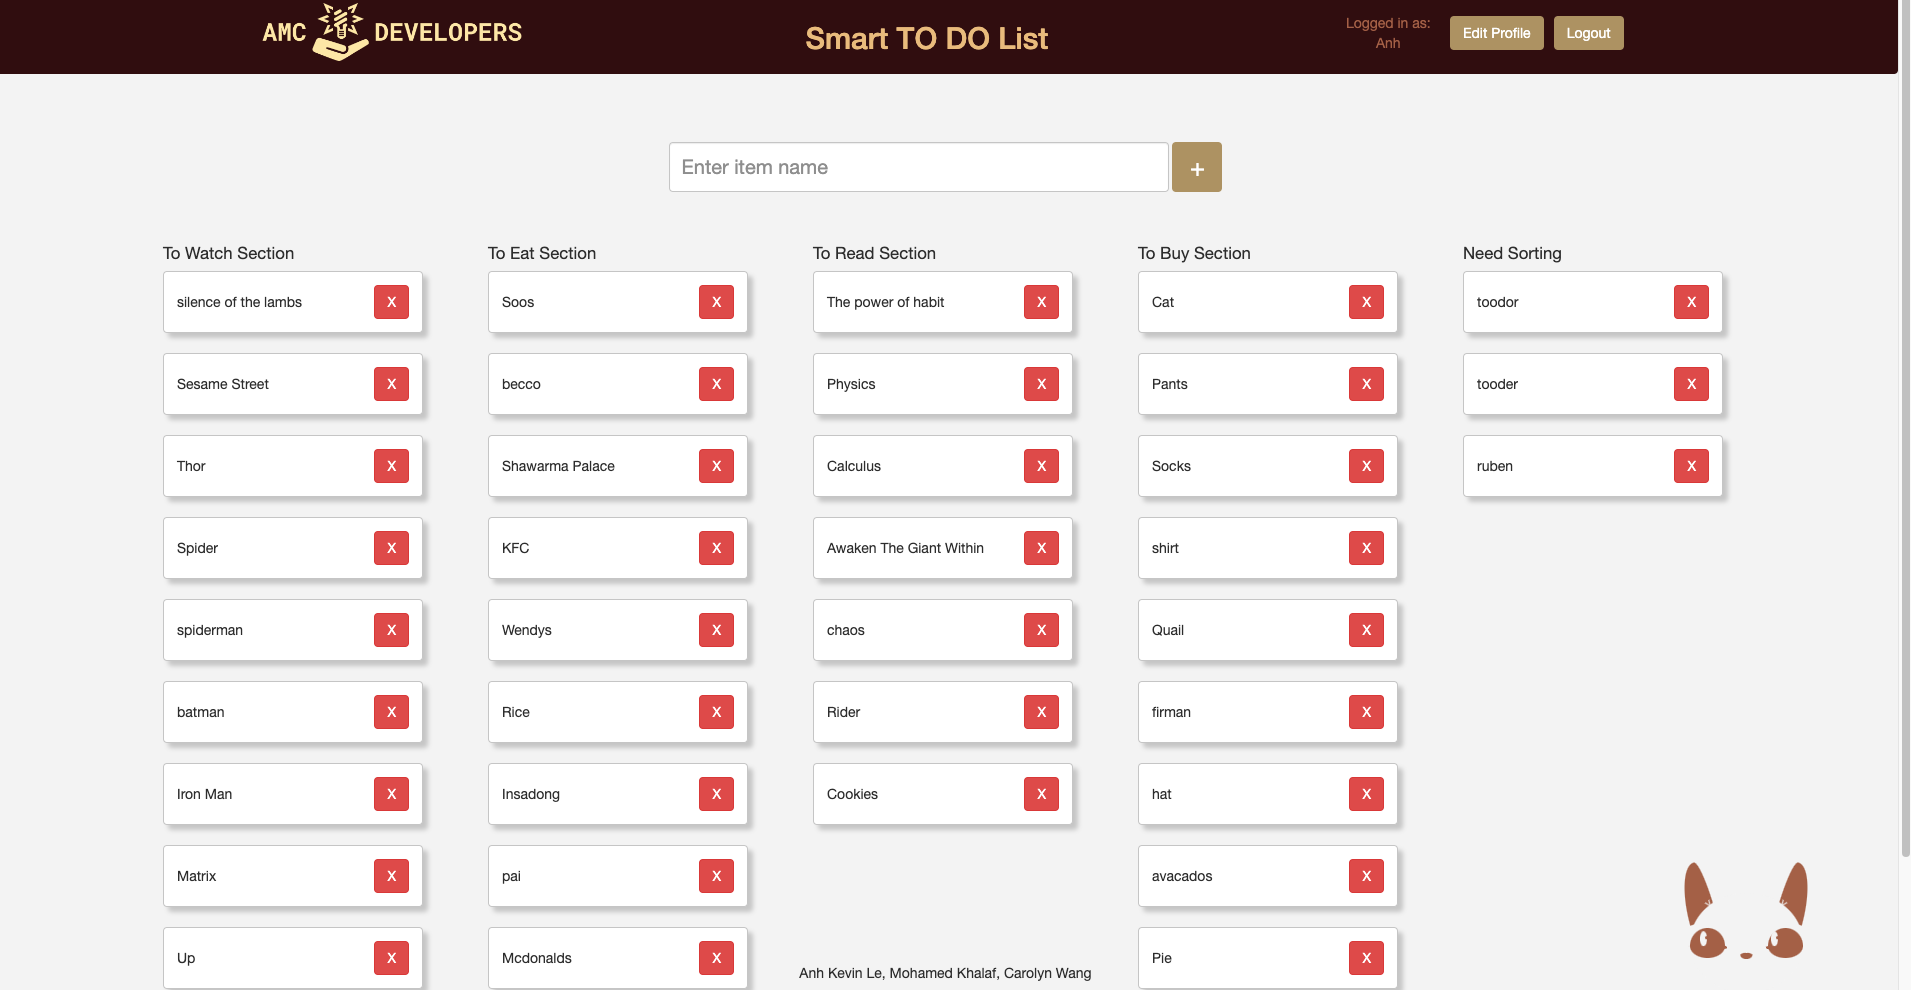 AMC DEVELOPERS
Smart TO DO List
Logged in as:
Anh
Edit Profile
Logout
Enter item name
+
To Watch Section
silence of the lambs X
Sesame Street X
Thor X
Spider X
spiderman X
batman X
Iron Man X
Matrix X
Up X
To Eat Section
Soos X
becco X
Shawarma Palace X
KFC X
Wendys X
Rice X
Insadong X
pai X
Mcdonalds X
To Read Section
The power of habit X
Physics X
Calculus X
Awaken The Giant Within X
chaos X
Rider X
Cookies X
To Buy Section
Cat X
Pants X
Socks X
shirt X
Quail X
firman X
hat X
avacados X
Pie X
Need Sorting
toodor X
tooder X
ruben X
Anh Kevin Le, Mohamed Khalaf, Carolyn Wang